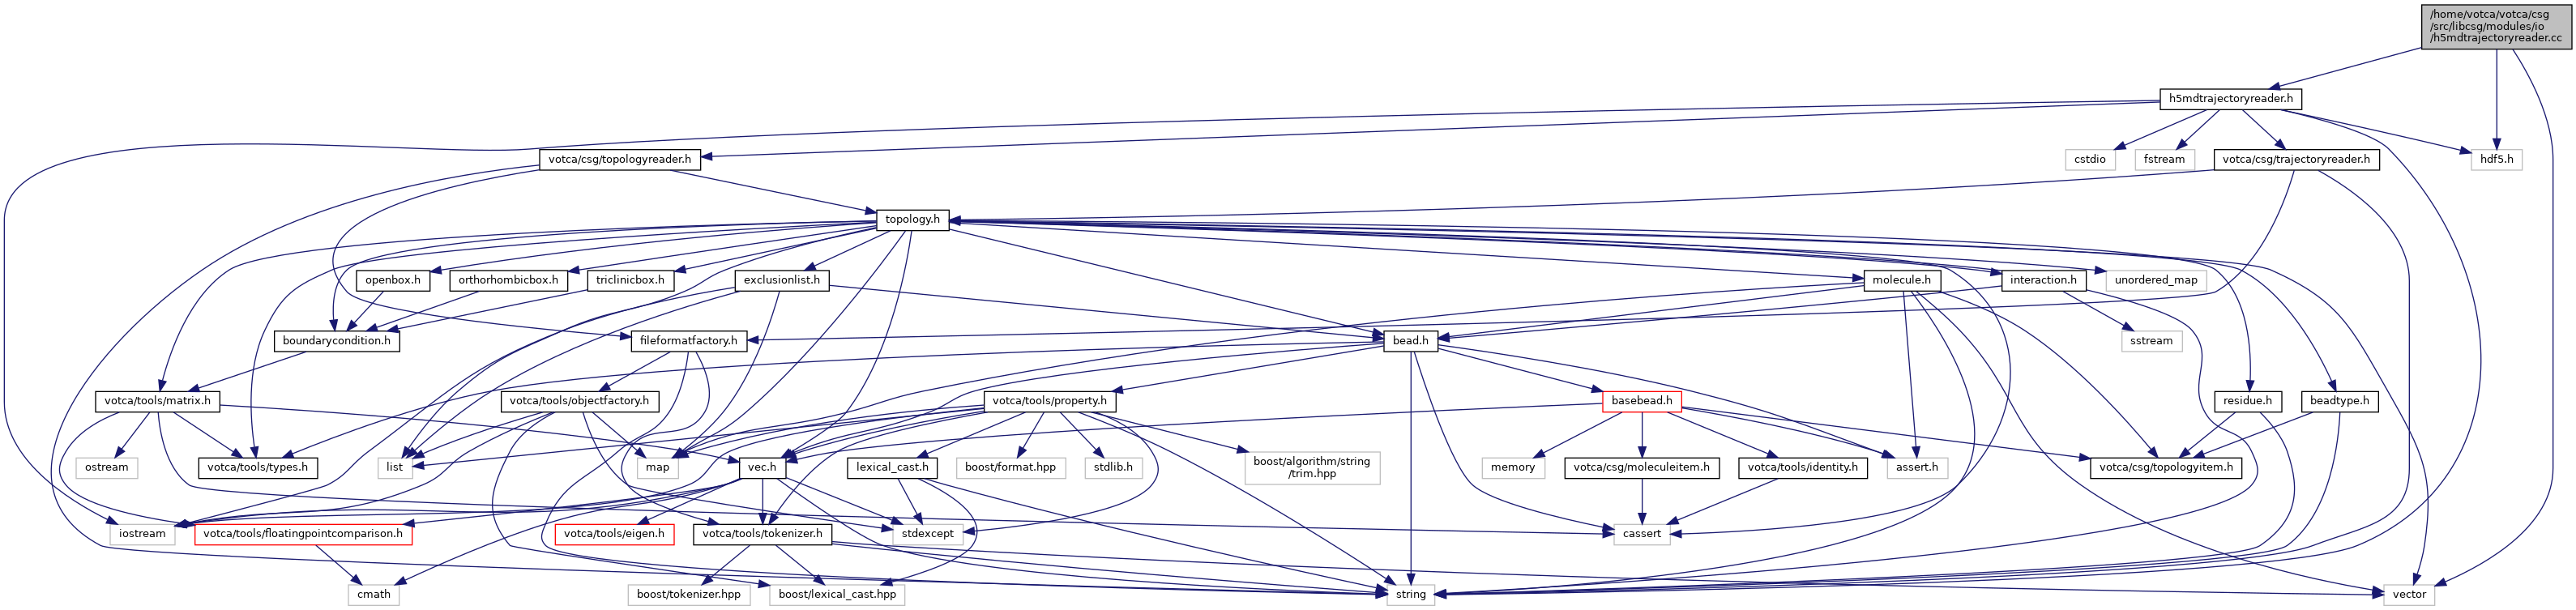 /home/votca/votca/csg
/src/libcsg/modules/io
/h5mdtrajectoryreader.cc
h5mdtrajectoryreader.h
votca/csg/topologyreader.h
cstdio
fstream
votca/csg/trajectoryreader.h
hdf5.h
topology.h
openbox.h
orthorhombicbox.h
triclinicbox.h
exclusionlist.h
molecule.h
interaction.h
unordered_map
boundarycondition.h
fileformatfactory.h
bead.h
sstream
votca/tools/matrix.h
votca/tools/objectfactory.h
votca/tools/property.h
basebead.h
residue.h
beadtype.h
ostream
votca/tools/types.h
list
map
vec.h
lexical_cast.h
boost/format.hpp
stdlib.h
boost/algorithm/string
/trim.hpp
memory
votca/csg/moleculeitem.h
votca/tools/identity.h
assert.h
votca/csg/topologyitem.h
iostream
votca/tools/floatingpointcomparison.h
votca/tools/eigen.h
votca/tools/tokenizer.h
stdexcept
cassert
cmath
boost/tokenizer.hpp
boost/lexical_cast.hpp
string
vector